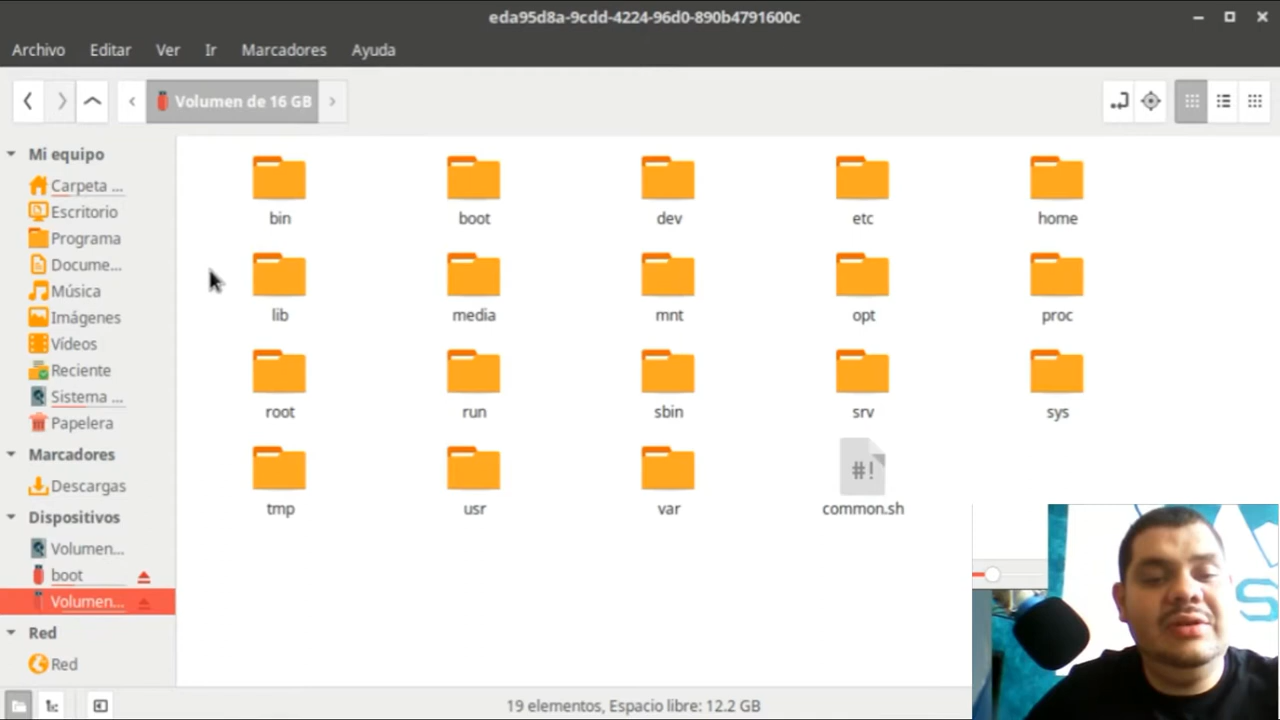 eda95d8a-9cdd-4224-96d0-890b4791600c
Archivo Editar Ver Ir Marcadores Ayuda
Volumen de 16 GB
Mi equipo
Carpeta ...
Escritorio
Programa
Docume...
Música
Imágenes
Vídeos
Reciente
Sistema ...
Papelera
Marcadores
Descargas
Dispositivos
Volumen...
boot
Volumen...
Red
Red
bin boot dev etc home
lib media mnt opt proc
root run sbin srv sys
tmp usr var common.sh
#!
19 elementos, Espacio libre: 12.2 GB